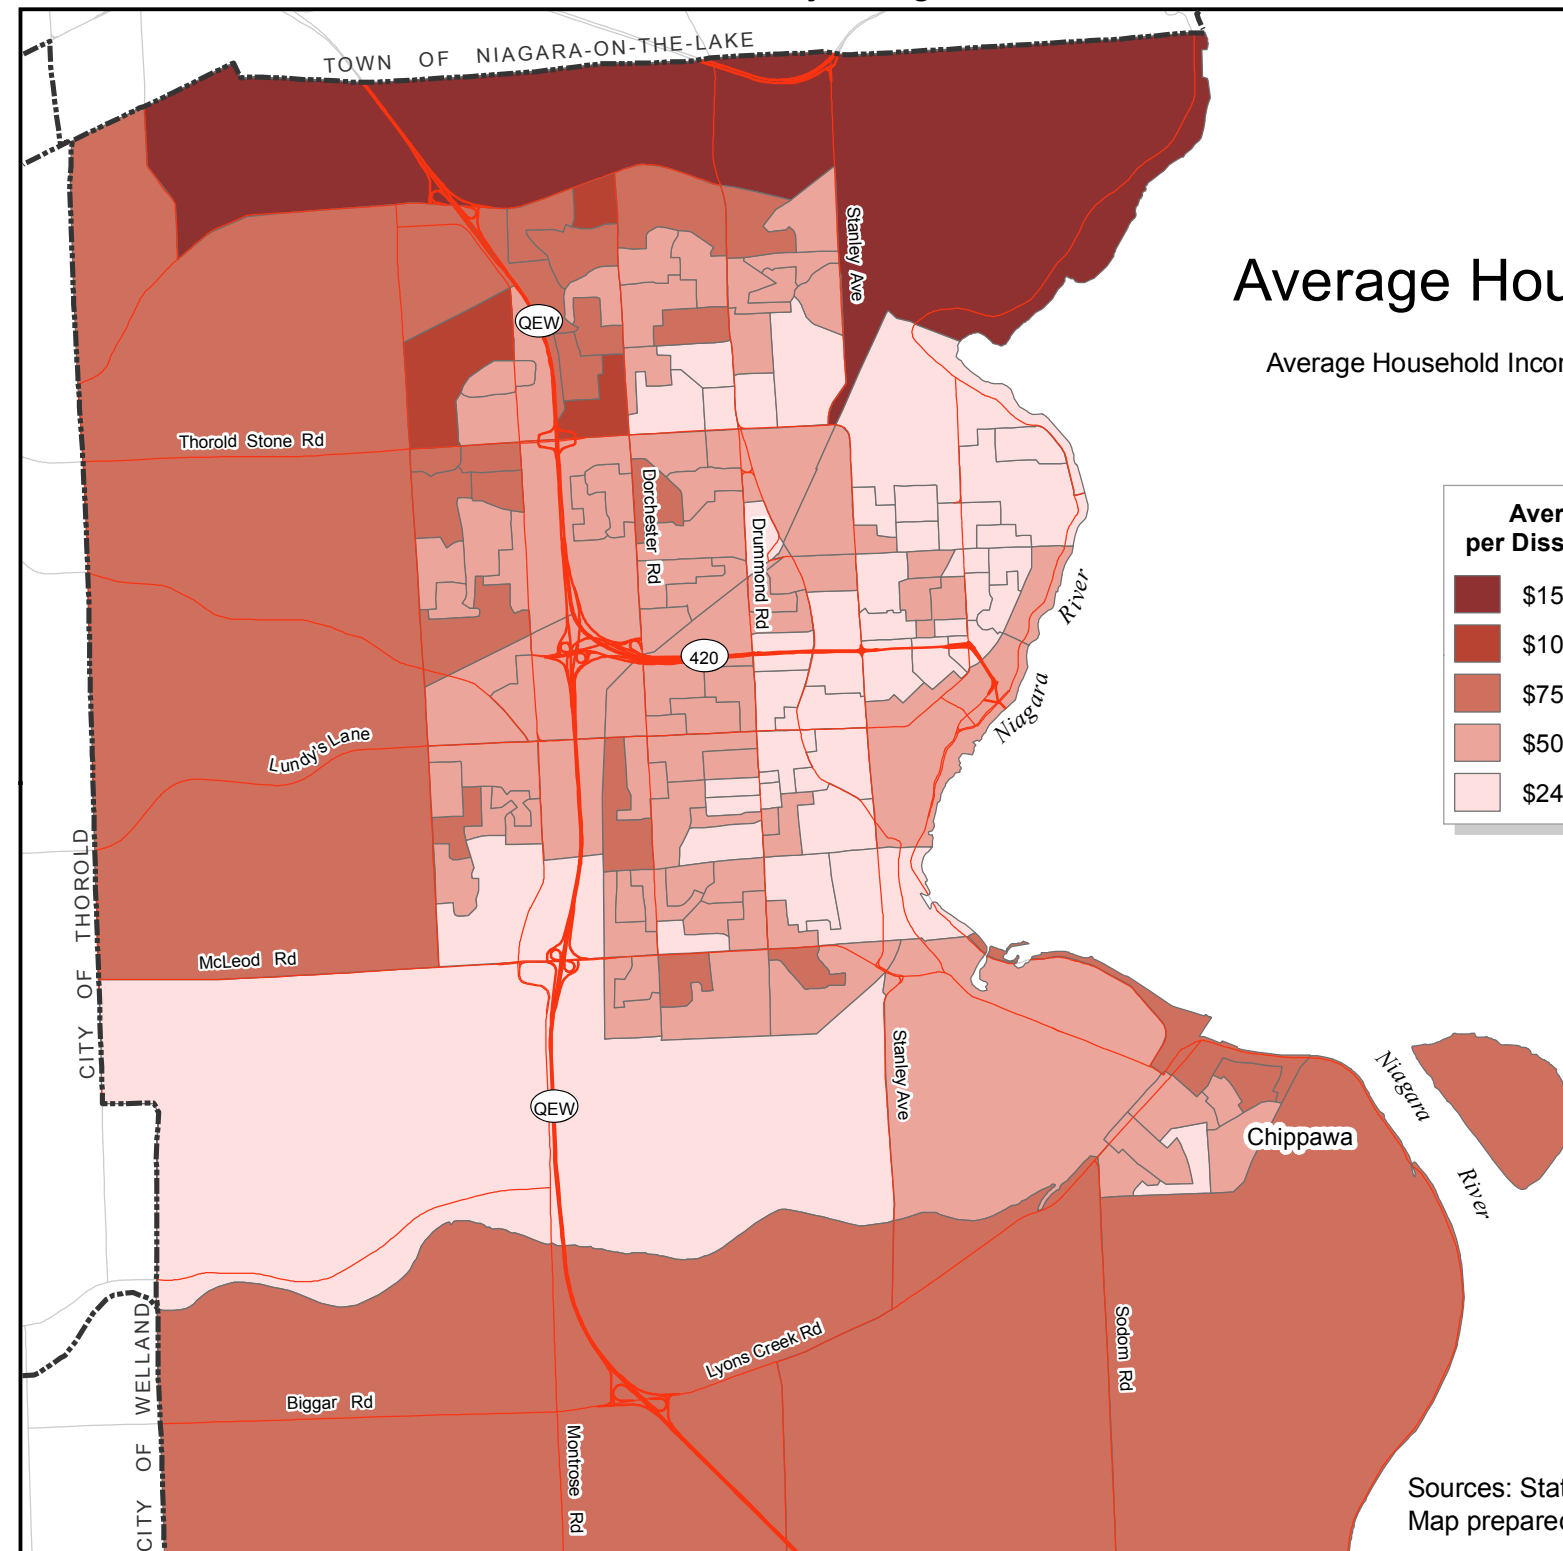 TOWN OF NIAGARA-ON-THE-LAKE
Stanley Ave
Average Hou
QEW
Average Household Incor
Thorold Stone Rd
Dorchester Rd
Drummond Rd
Aver
per Diss
$15
$10
$75
$50
$24
River
Niagara
420
Lundy's Lane
CITY OF THOROLD
McLeod Rd
Stanley Ave
Niagara
River
QEW
Chippawa
CITY OF WELLAND
Lyons Creek Rd
Sodom Rd
Biggar Rd
Montrose Rd
Sources: Stat
Map prepared